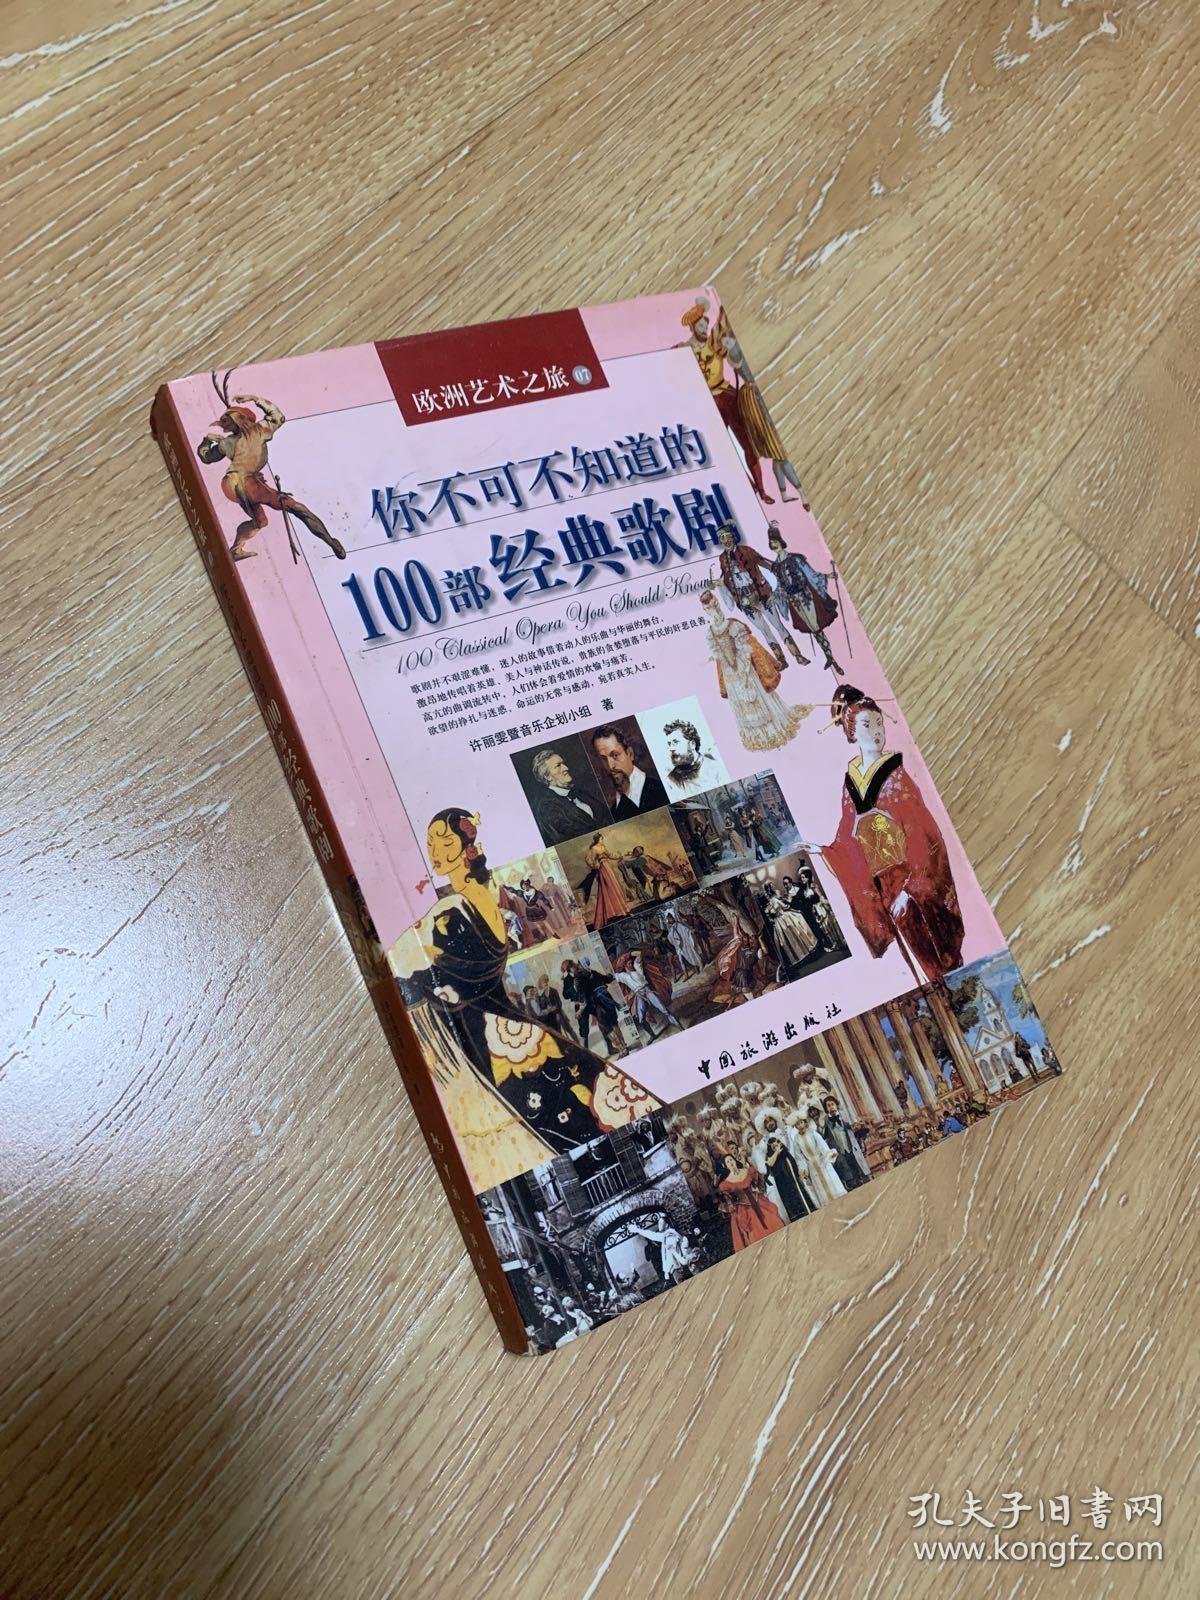 欧洲艺术之旅 07
你不可不知道的
100部经典歌剧
100 Classical Opera You Should Know
歌剧并不艰涩难懂，迷人的故事借着动人的乐曲与华丽的舞台，
激昂地传唱着英雄、美人与神话传说，贵族的贪婪堕落与平民的奸恶良善，
高亢的曲调流转中，人们体会着爱情的欢愉与痛苦、
欲望的挣扎与迷惑、命运的无常与感动，宛若真实人生。
许丽雯暨音乐企划小组 著
中国旅游出版社
100部经典歌剧
孔夫子旧书网
www.kongfz.com